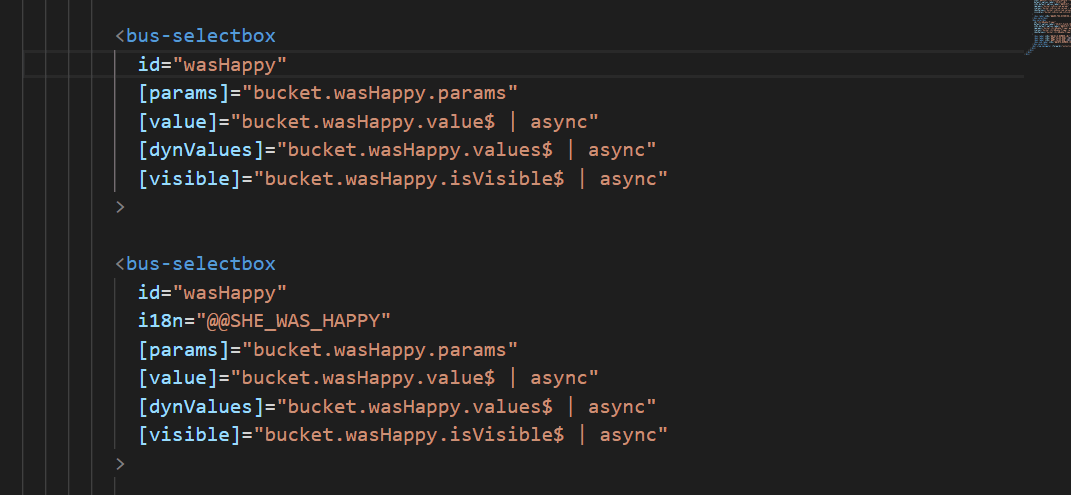 <bus-selectbox
id="wasHappy"
[params]="bucket.wasHappy.params"
[value]="bucket.wasHappy.value$ | async"
[dynValues]="bucket.wasHappy.values$ | async"
[visible]="bucket.wasHappy.isVisible$ | async"
>
<bus-selectbox
id="wasHappy"
i18n="@@SHE_WAS_HAPPY"
[params]="bucket.wasHappy.params"
[value]="bucket.wasHappy.value$ | async"
[dynValues]="bucket.wasHappy.values$ | async"
[visible]="bucket.wasHappy.isVisible$ | async"
>